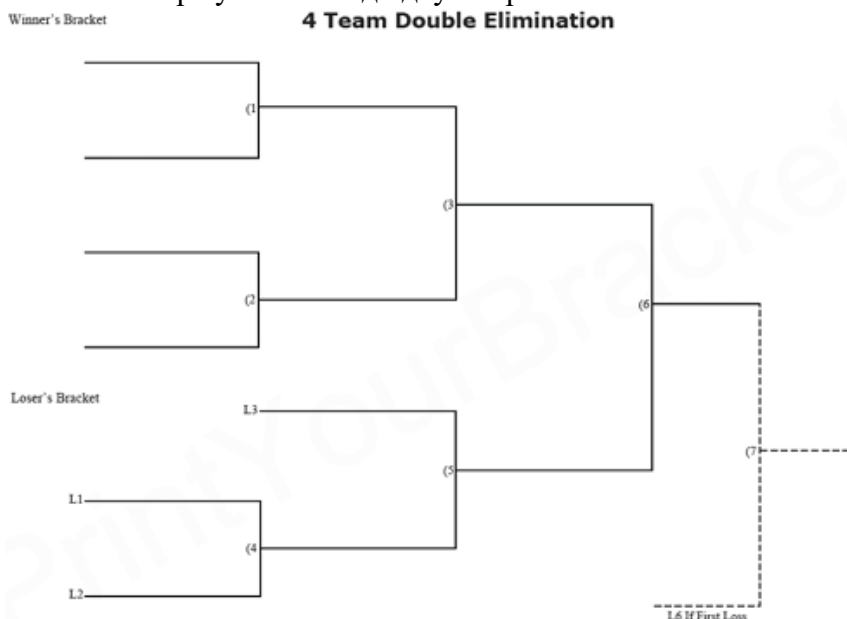 4 Team Double Elimination
Winner's Bracket
(1
(3
(2
(6
Loser's Bracket
L3
(7
(5
L1
(4
L2
L6 If First Loss
PrintYourBracket